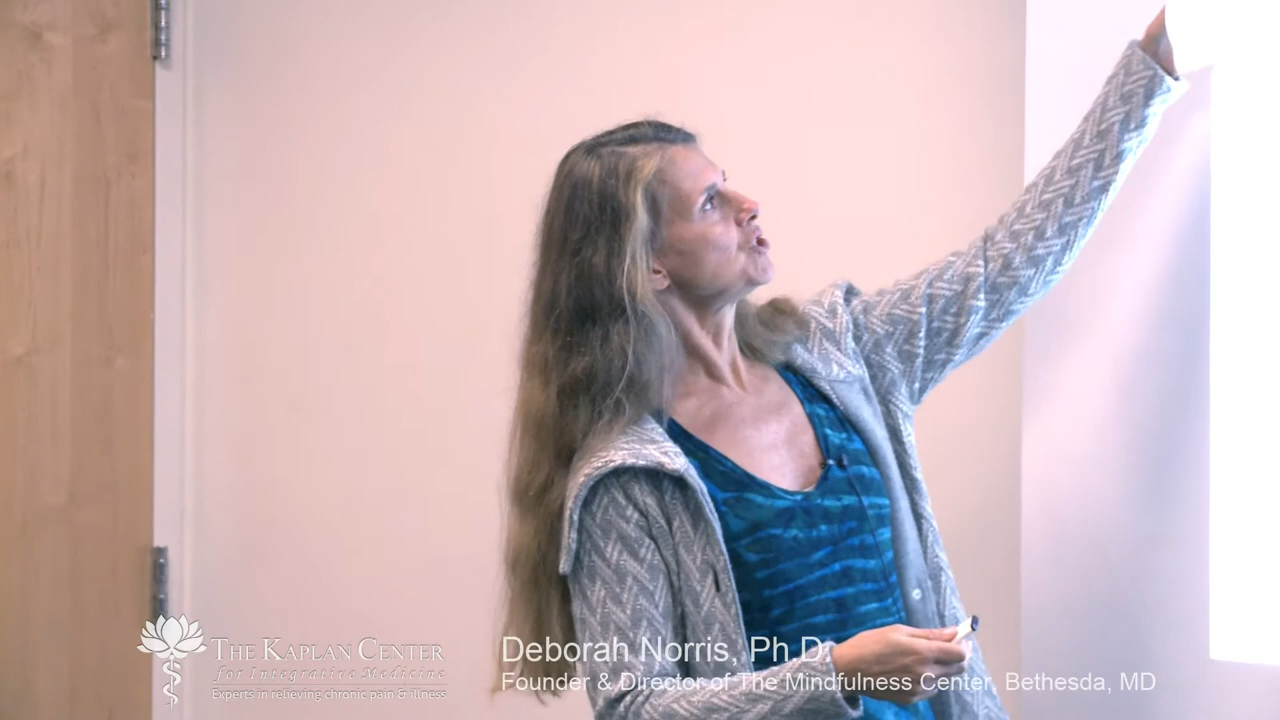 THE KAPLAN CENTER
for Integrative Medicine
Experts in relieving chronic pain & illness
Deborah Norris, Ph.D.
Founder & Director of The Mindfulness Center, Bethesda, MD